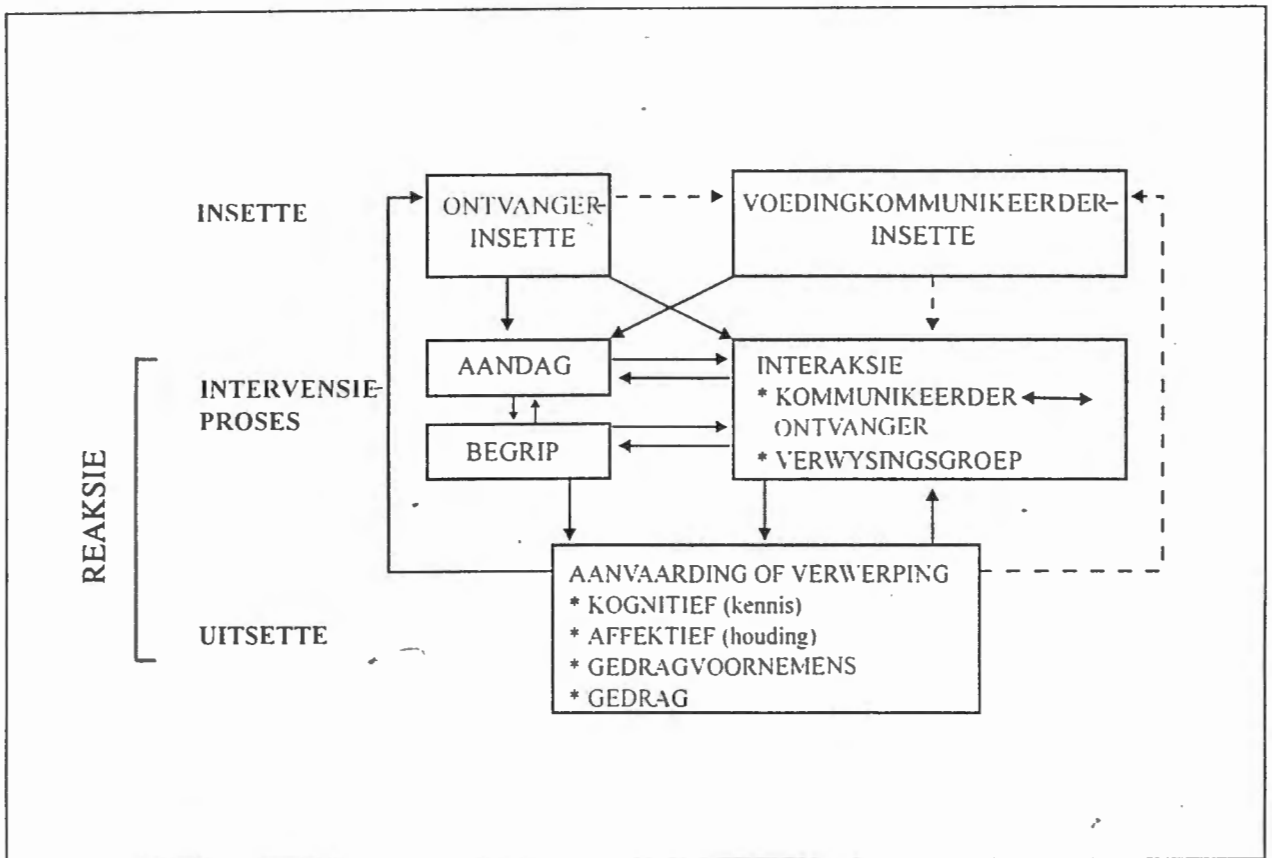 INSETTE
ONTVANGER-
INSETTE
VOEDINGKOMMUNIKEERDER-
INSETTE
REAKSIE
INTERVENSIE-
PROSES
AANDAG
BEGRIP
INTERAKSIE
* KOMMUNIKEERDER
ONTVANGER
* VERWYSINGSGROEP
UITSETTE
AANVAARDING OF VERWERPING
* KOGNITIEF (kennis)
* AFFEKTIEF (houding)
* GEDRAGVOORNEMENS
* GEDRAG